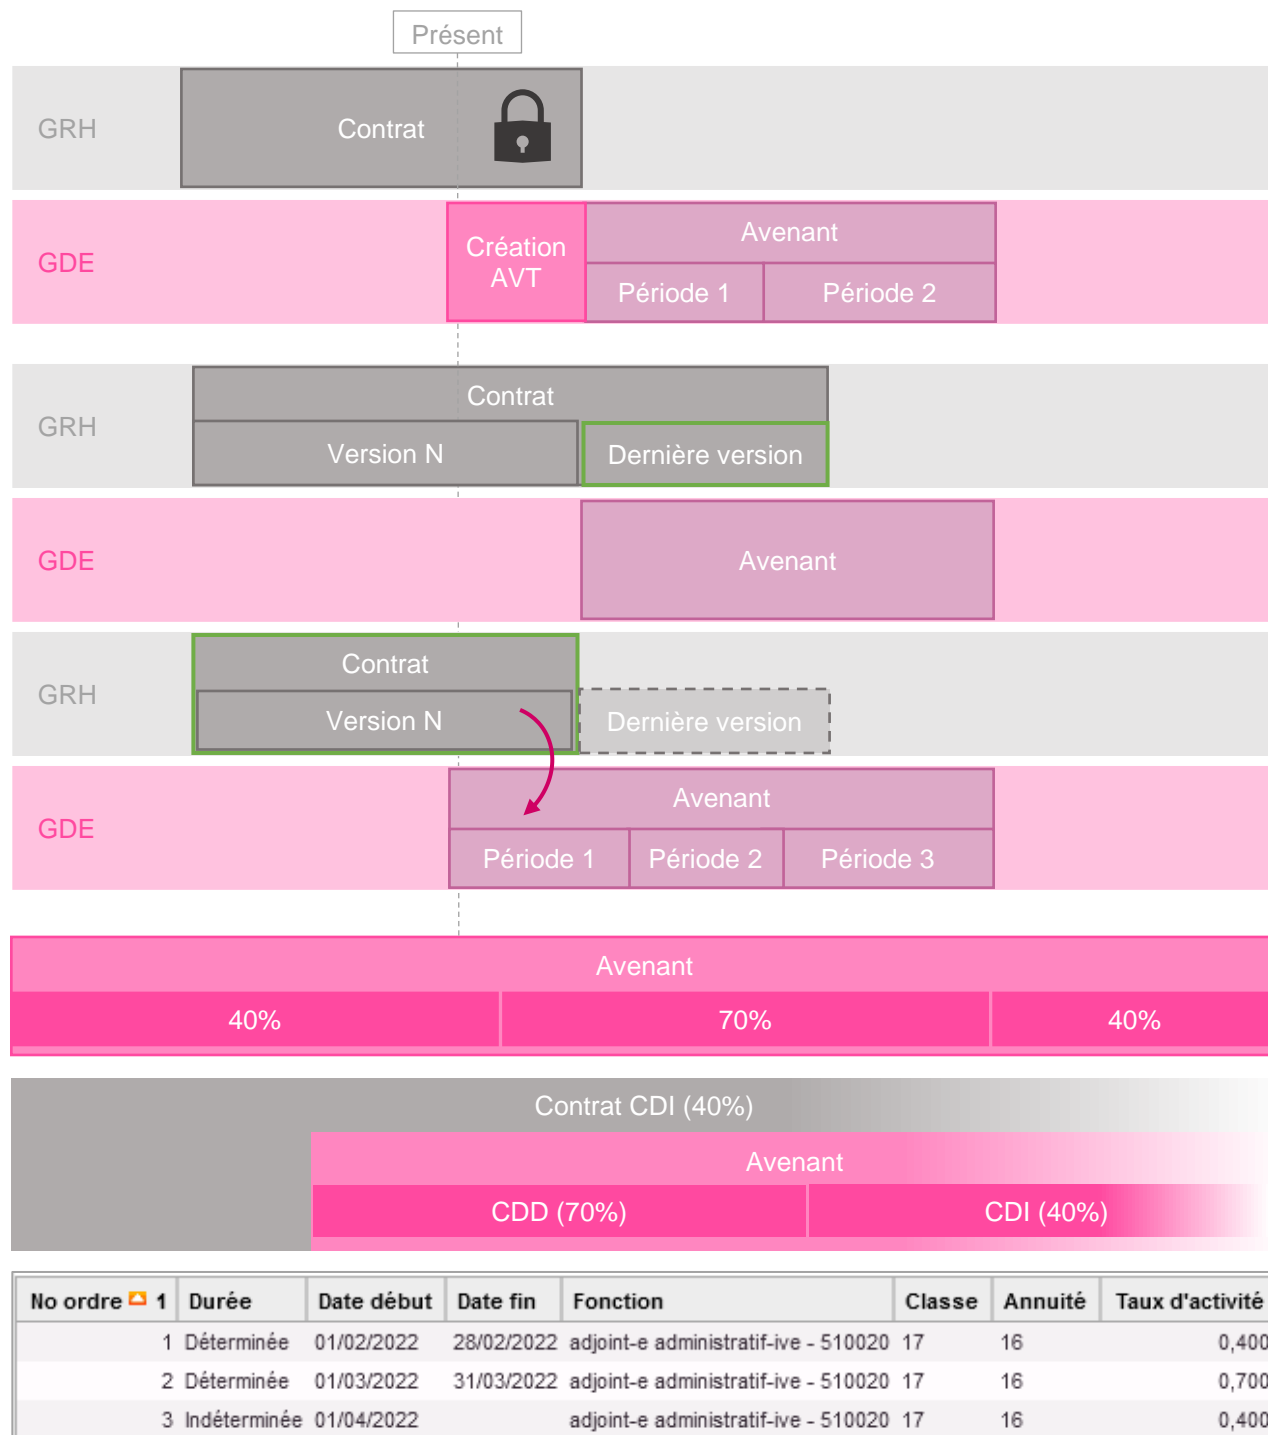 Présent
GRH
Contrat
GDE
Création
AVT
Avenant
Période 1
Période 2
GRH
Contrat
Version N
Dernière version
GDE
Avenant
GRH
Contrat
Version N
Dernière version
GDE
Avenant
Période 1
Période 2
Période 3
Avenant
40%
70%
40%
Contrat CDI (40%)
Avenant
CDD (70%)
CDI (40%)
No ordre 1 Durée Date début Date fin Fonction Classe Annuité Taux d'activité
1 Déterminée 01/02/2022 28/02/2022 adjoint-e administratif-ive - 510020 17 16 0,400
2 Déterminée 01/03/2022 31/03/2022 adjoint-e administratif-ive - 510020 17 16 0,700
3 Indéterminée 01/04/2022 adjoint-e administratif-ive - 510020 17 16 0,400